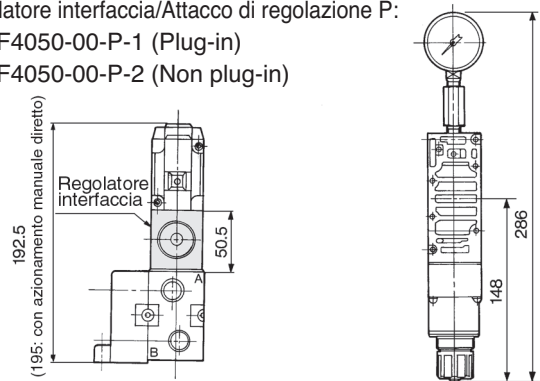 latore interfaccia/Attacco di regolazione P:
F4050-00-P-1 (Plug-in)
F4050-00-P-2 (Non plug-in)
192.5
(195: con azionamento manuale diretto)
Regolatore
interfaccia
50.5
A
B
286
148